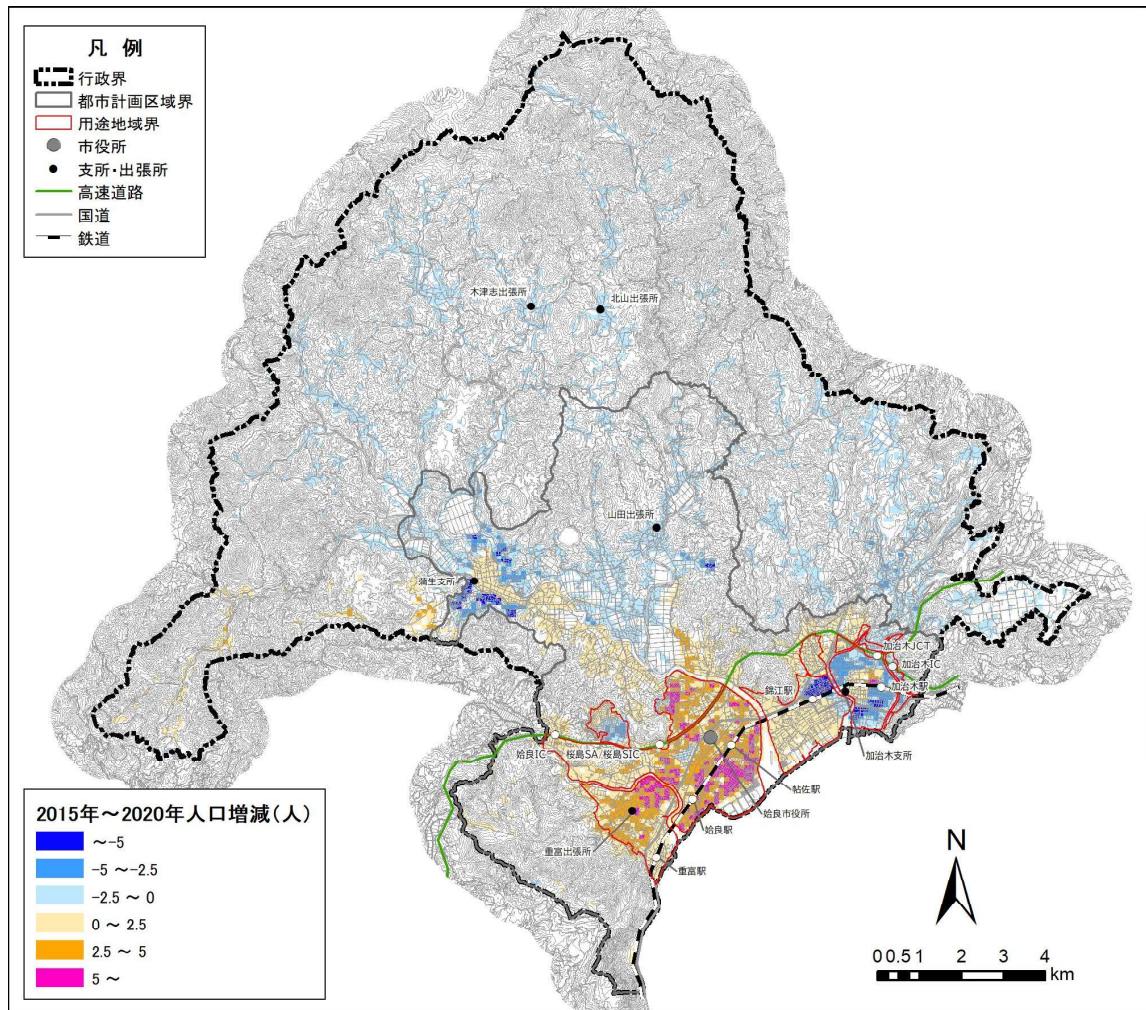 凡 例
行政界
都市計画区域界
用途地域界
市役所
支所・出張所
高速道路
国道
鉄道
木津志出張所
北山出張所
山田出張所
蒲生支所
加治木JCT
加治木IC
錦江駅
加治木駅
加治木支所
姶良IC
桜島SA/桜島SIC
帖佐駅
姶良市役所
姶良駅
重富出張所
重富駅
2015年～2020年人口増減(人)
～-5
-5 ～-2.5
-2.5 ～ 0
0 ～ 2.5
2.5 ～ 5
5 ～
N
0 0.5 1 2 3 4
km